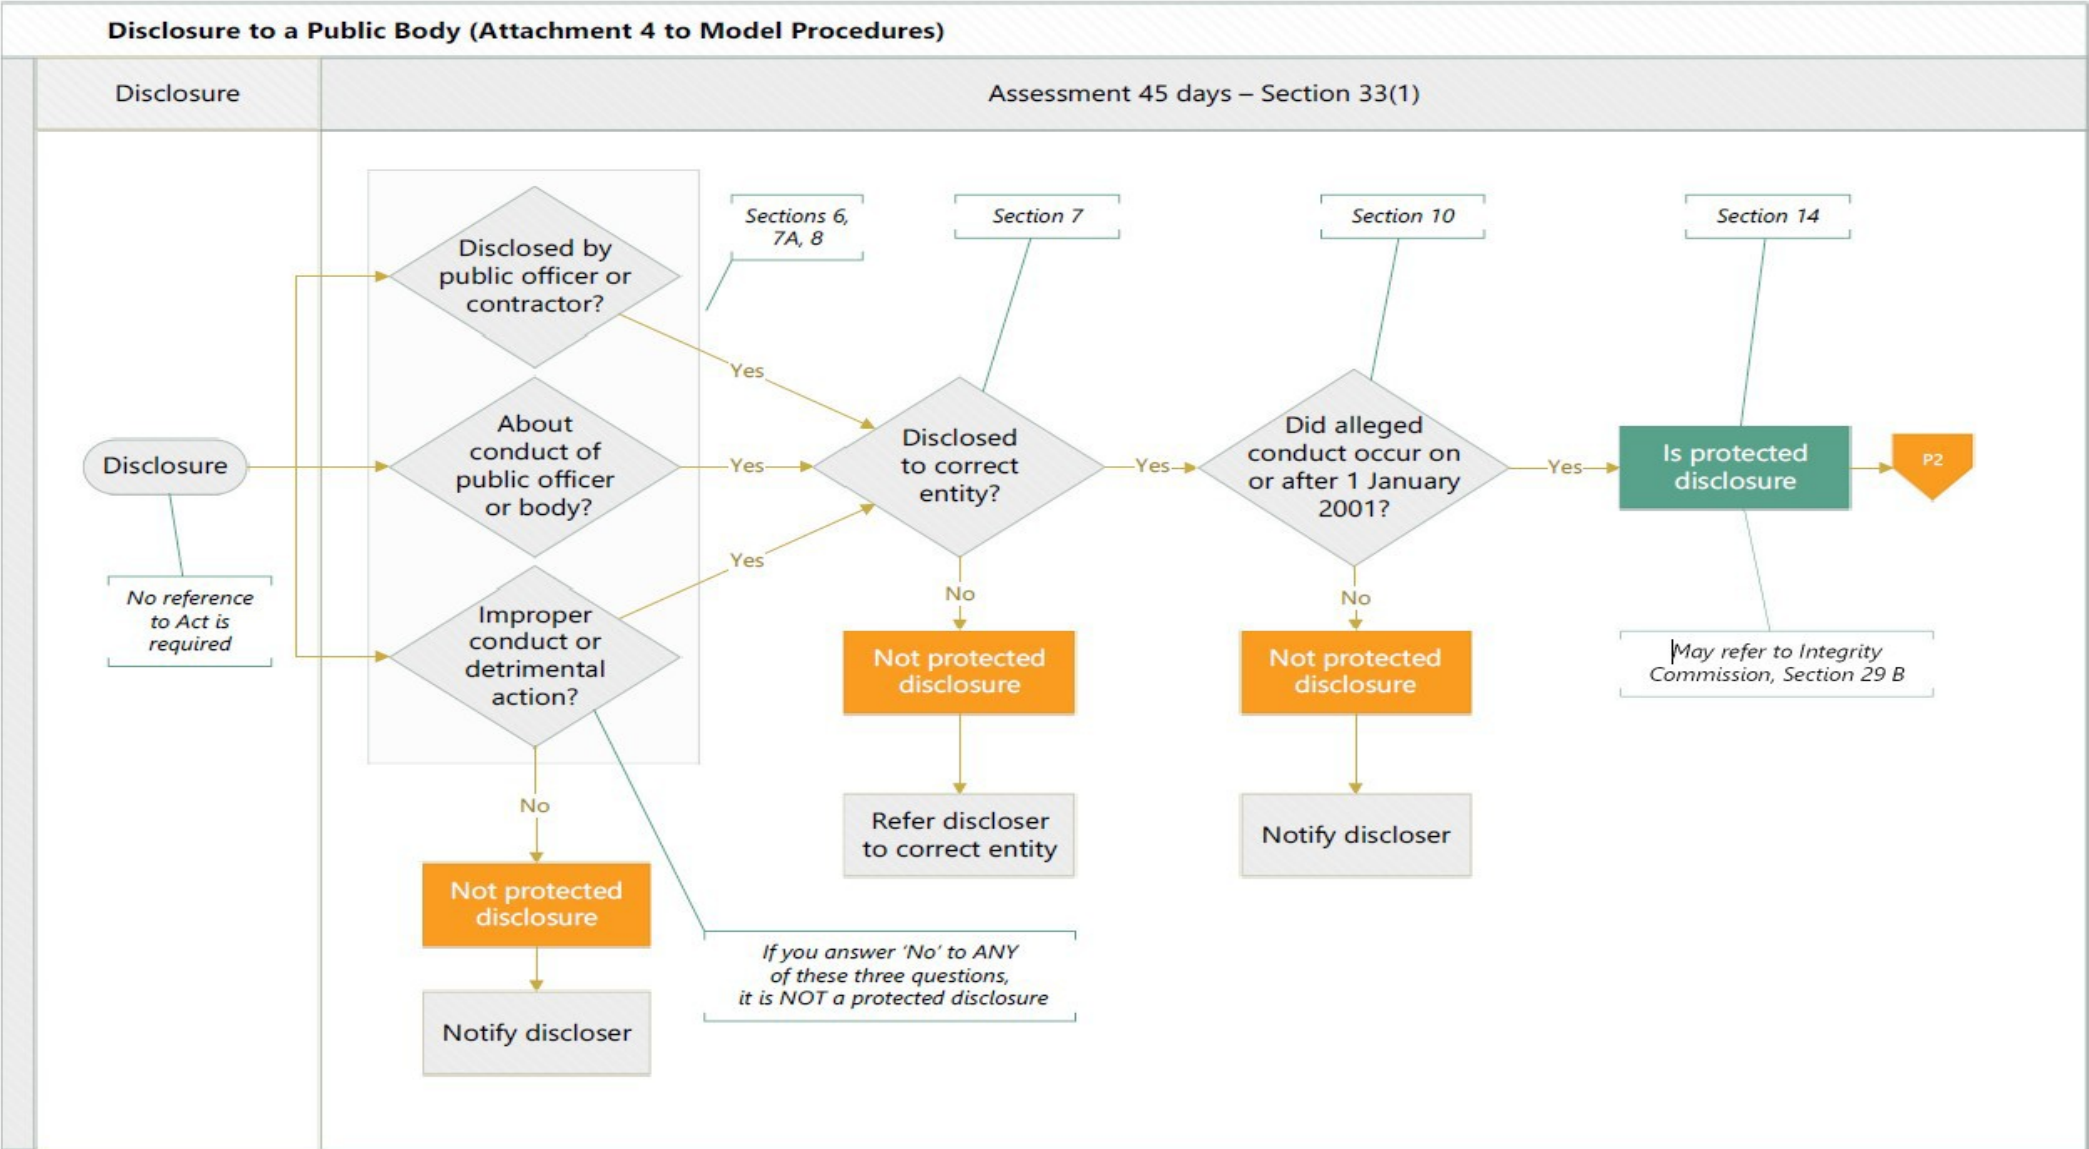 Disclosure to a Public Body (Attachment 4 to Model Procedures)
Disclosure
Assessment 45 days – Section 33(1)
Disclosure
No reference
to Act is
required
Disclosed by
public officer or
contractor?
Sections 6,
7A, 8
Yes
About
conduct of
public officer
or body?
Yes
Improper
conduct or
detrimental
action?
Yes
No
Not protected
disclosure
Notify discloser
If you answer ‘No’ to ANY
of these three questions,
it is NOT a protected disclosure
Section 7
Disclosed
to correct
entity?
Yes
No
Not protected
disclosure
Refer discloser
to correct entity
Section 10
Did alleged
conduct occur on
or after 1 January
2001?
Yes
No
Not protected
disclosure
Notify discloser
Section 14
Is protected
disclosure
P2
May refer to Integrity
Commission, Section 29 B